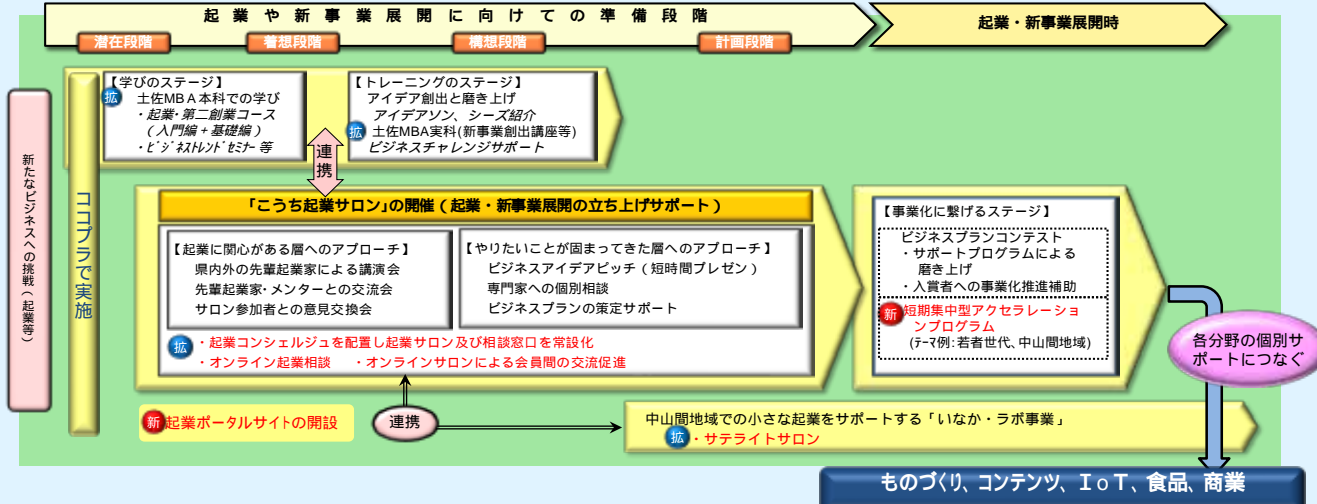 起業や新事業展開に向けての準備段階
起業・新事業展開時
潜在段階
着想段階
構想段階
計画段階
新たなビジネスへの挑戦(起業等)
ココプラで実施
【学びのステージ】
拡 土佐MBA本科での学び
・起業・第二創業コース
(入門編+基礎編)
・ビジネストレンドセミナー等
【トレーニングのステージ】
アイデア創出と磨き上げ
アイデアソン、シーズ紹介
拡 土佐MBA実科(新事業創出講座等)
ビジネスチャレンジサポート
連携
「こうち起業サロン」の開催(起業・新事業展開の立ち上げサポート)
【起業に関心がある層へのアプローチ】
県内外の先輩起業家による講演会
先輩起業家・メンターとの交流会
サロン参加者との意見交換会
【やりたいことが固まってきた層へのアプローチ】
ビジネスアイデアピッチ(短時間プレゼン)
専門家への個別相談
ビジネスプランの策定サポート
拡 ・起業コンシェルジュを配置し起業サロン及び相談窓口を常設化
・オンライン起業相談 ・オンラインサロンによる会員間の交流促進
【事業化に繋げるステージ】
ビジネスプランコンテスト
・サポートプログラムによる
磨き上げ
・入賞者への事業化推進補助
新 短期集中型アクセラレーショ
ンプログラム
(テーマ例:若者世代、中山間地域)
各分野の個別サ
ポートにつなぐ
新 起業ポータルサイトの開設
連携
中山間地域での小さな起業をサポートする「いなか・ラボ事業」
拡 ・サテライトサロン
ものづくり、コンテンツ、IoT、食品、商業